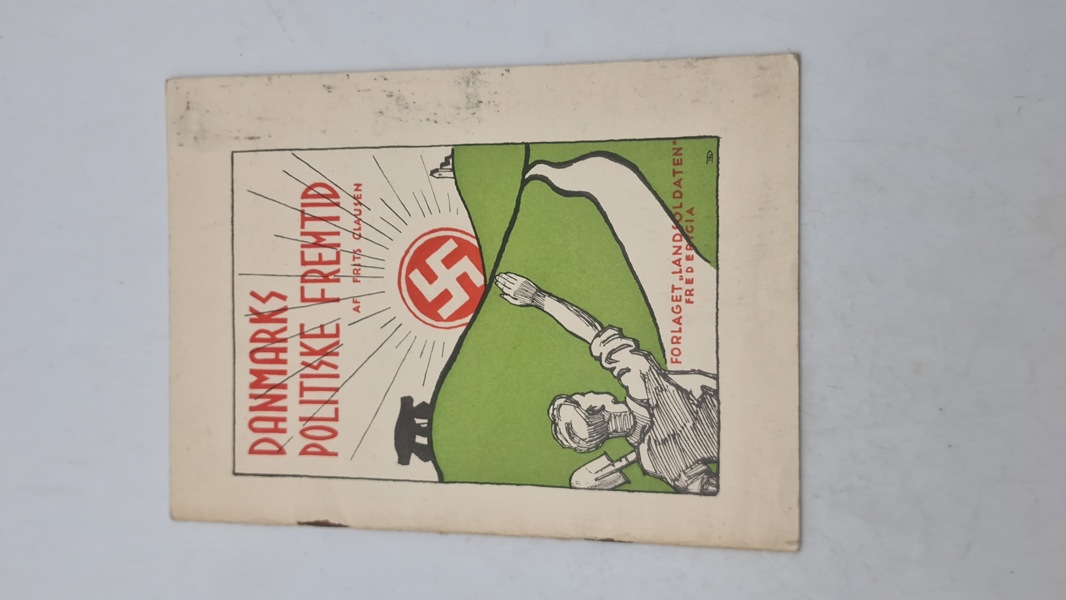 DANMARKS
POLITISKE FREMTID
AF FRITS CLAUSEN
FORLAGET „LANDSOLDATEN"
FREDERICIA